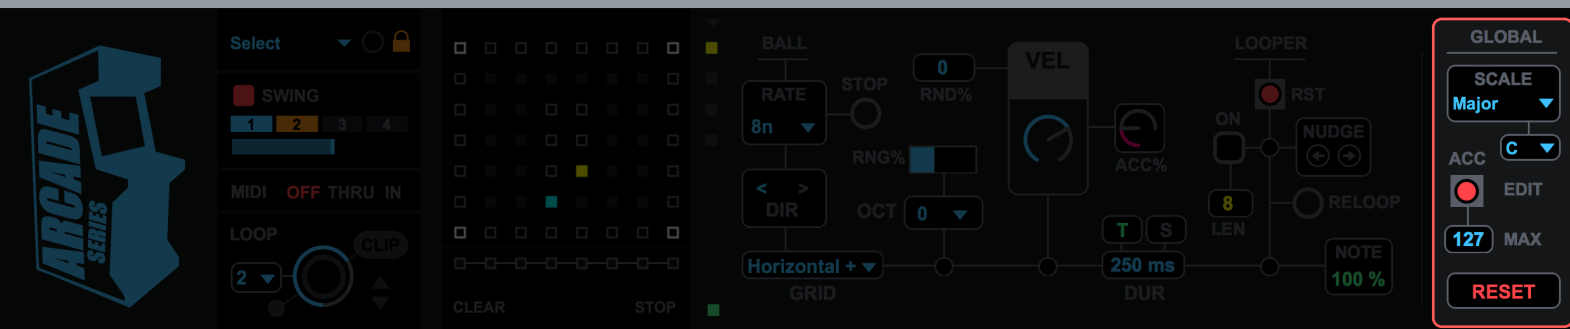 ARCADE
SERIES
Select
SWING
1 2 3 4
MIDI OFF THRU IN
LOOP
CLIP
2
CLEAR STOP
BALL
RATE
8n
STOP
< >
DIR
Horizontal +
GRID
0
RND%
RNG%
OCT 0
VEL
ACC%
T S
250 ms
DUR
LOOPER
RST
ON
NUDGE
8
LEN
RELOOP
NOTE
100 %
GLOBAL
SCALE
Major
C
ACC
EDIT
127 MAX
RESET